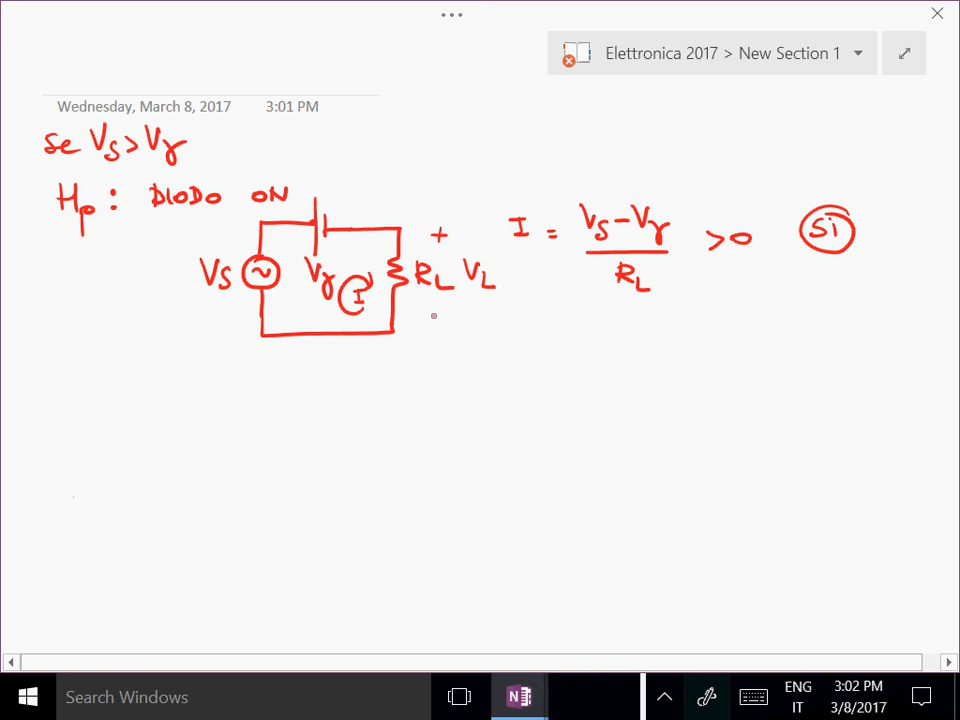 Elettronica 2017 > New Section 1
Wednesday, March 8, 2017 3:01 PM
se Vs > Vγ
Hp: DIODO ON
I = (Vs - Vγ) / RL > 0 Si
Vs Vγ I RL VL +
Search Windows
N
ENG
IT
3:02 PM
3/8/2017